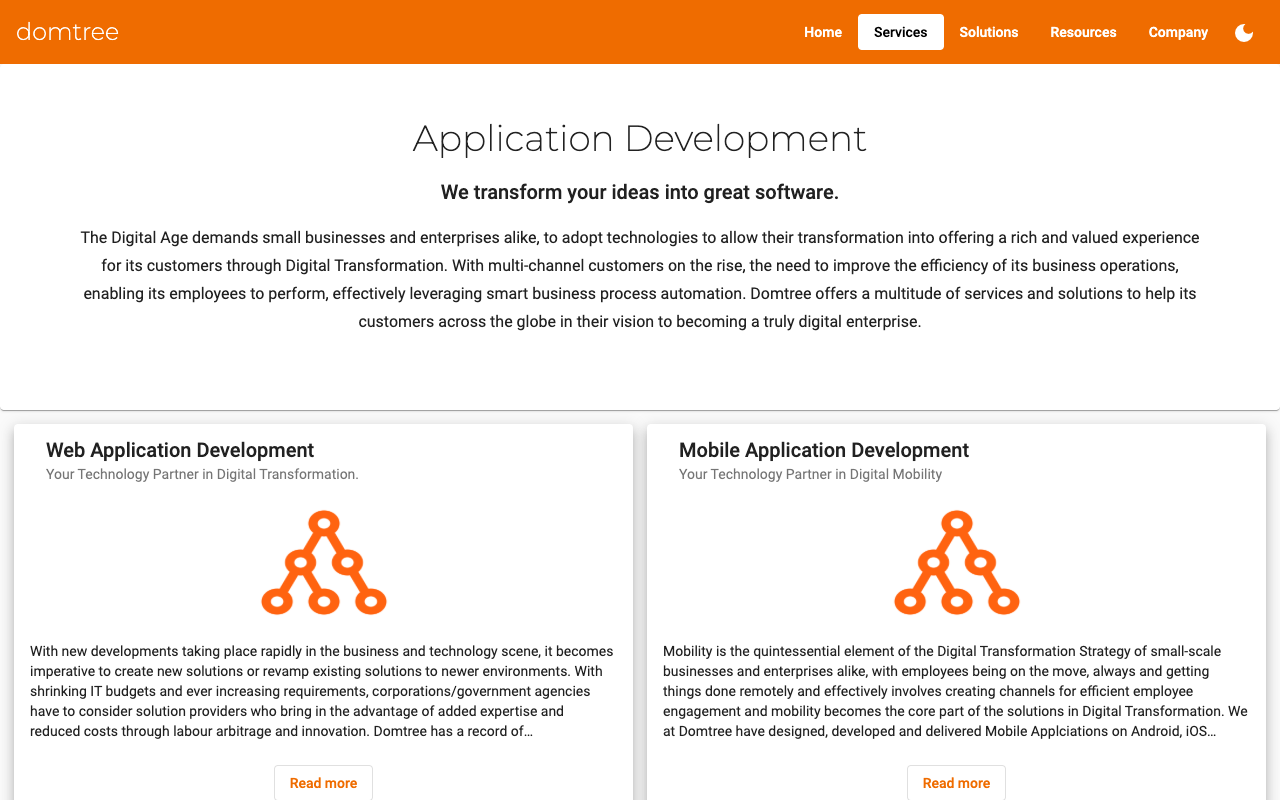 domtree
Home
Services
Solutions
Resources
Company
Application Development
We transform your ideas into great software.
The Digital Age demands small businesses and enterprises alike, to adopt technologies to allow their transformation into offering a rich and valued experience
for its customers through Digital Transformation. With multi-channel customers on the rise, the need to improve the efficiency of its business operations,
enabling its employees to perform, effectively leveraging smart business process automation. Domtree offers a multitude of services and solutions to help its
customers across the globe in their vision to becoming a truly digital enterprise.
Web Application Development
Your Technology Partner in Digital Transformation.
With new developments taking place rapidly in the business and technology scene, it becomes
imperative to create new solutions or revamp existing solutions to newer environments. With
shrinking IT budgets and ever increasing requirements, corporations/government agencies
have to consider solution providers who bring in the advantage of added expertise and
reduced costs through labour arbitrage and innovation. Domtree has a record of…
Read more
Mobile Application Development
Your Technology Partner in Digital Mobility
Mobility is the quintessential element of the Digital Transformation Strategy of small-scale
businesses and enterprises alike, with employees being on the move, always and getting
things done remotely and effectively involves creating channels for efficient employee
engagement and mobility becomes the core part of the solutions in Digital Transformation. We
at Domtree have designed, developed and delivered Mobile Applciations on Android, iOS…
Read more